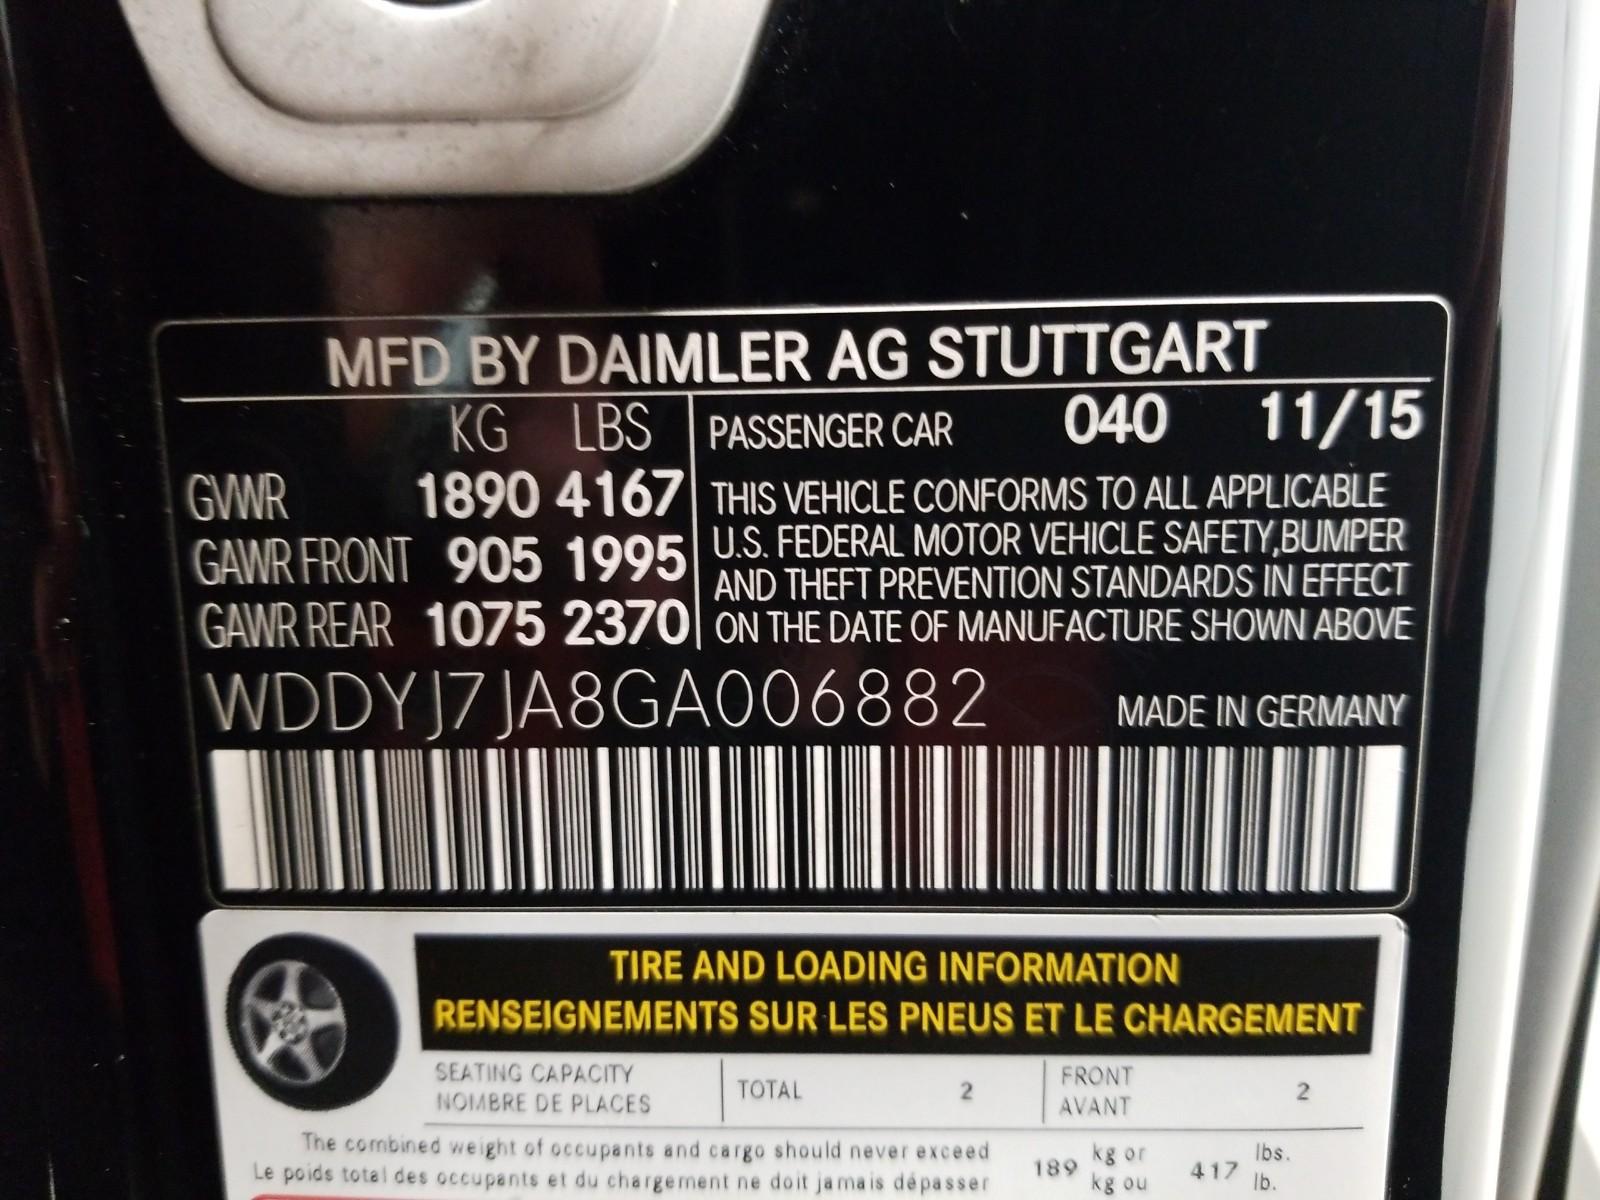 MFD BY DAIMLER AG STUTTGART
KG LBS
GVWR 1890 4167
GAWR FRONT 905 1995
GAWR REAR 1075 2370
PASSENGER CAR 040 11/15
THIS VEHICLE CONFORMS TO ALL APPLICABLE
U.S. FEDERAL MOTOR VEHICLE SAFETY,BUMPER
AND THEFT PREVENTION STANDARDS IN EFFECT
ON THE DATE OF MANUFACTURE SHOWN ABOVE
WDDYJ7JA8GA006882
MADE IN GERMANY
TIRE AND LOADING INFORMATION
RENSEIGNEMENTS SUR LES PNEUS ET LE CHARGEMENT
SEATING CAPACITY
NOMBRE DE PLACES
TOTAL 2
FRONT
AVANT
2
The combined weight of occupants and cargo should never exceed
Le poids total des occupants et du chargement ne doit jamais dépasser
189
kg or
kg ou
417
lbs.
lb.